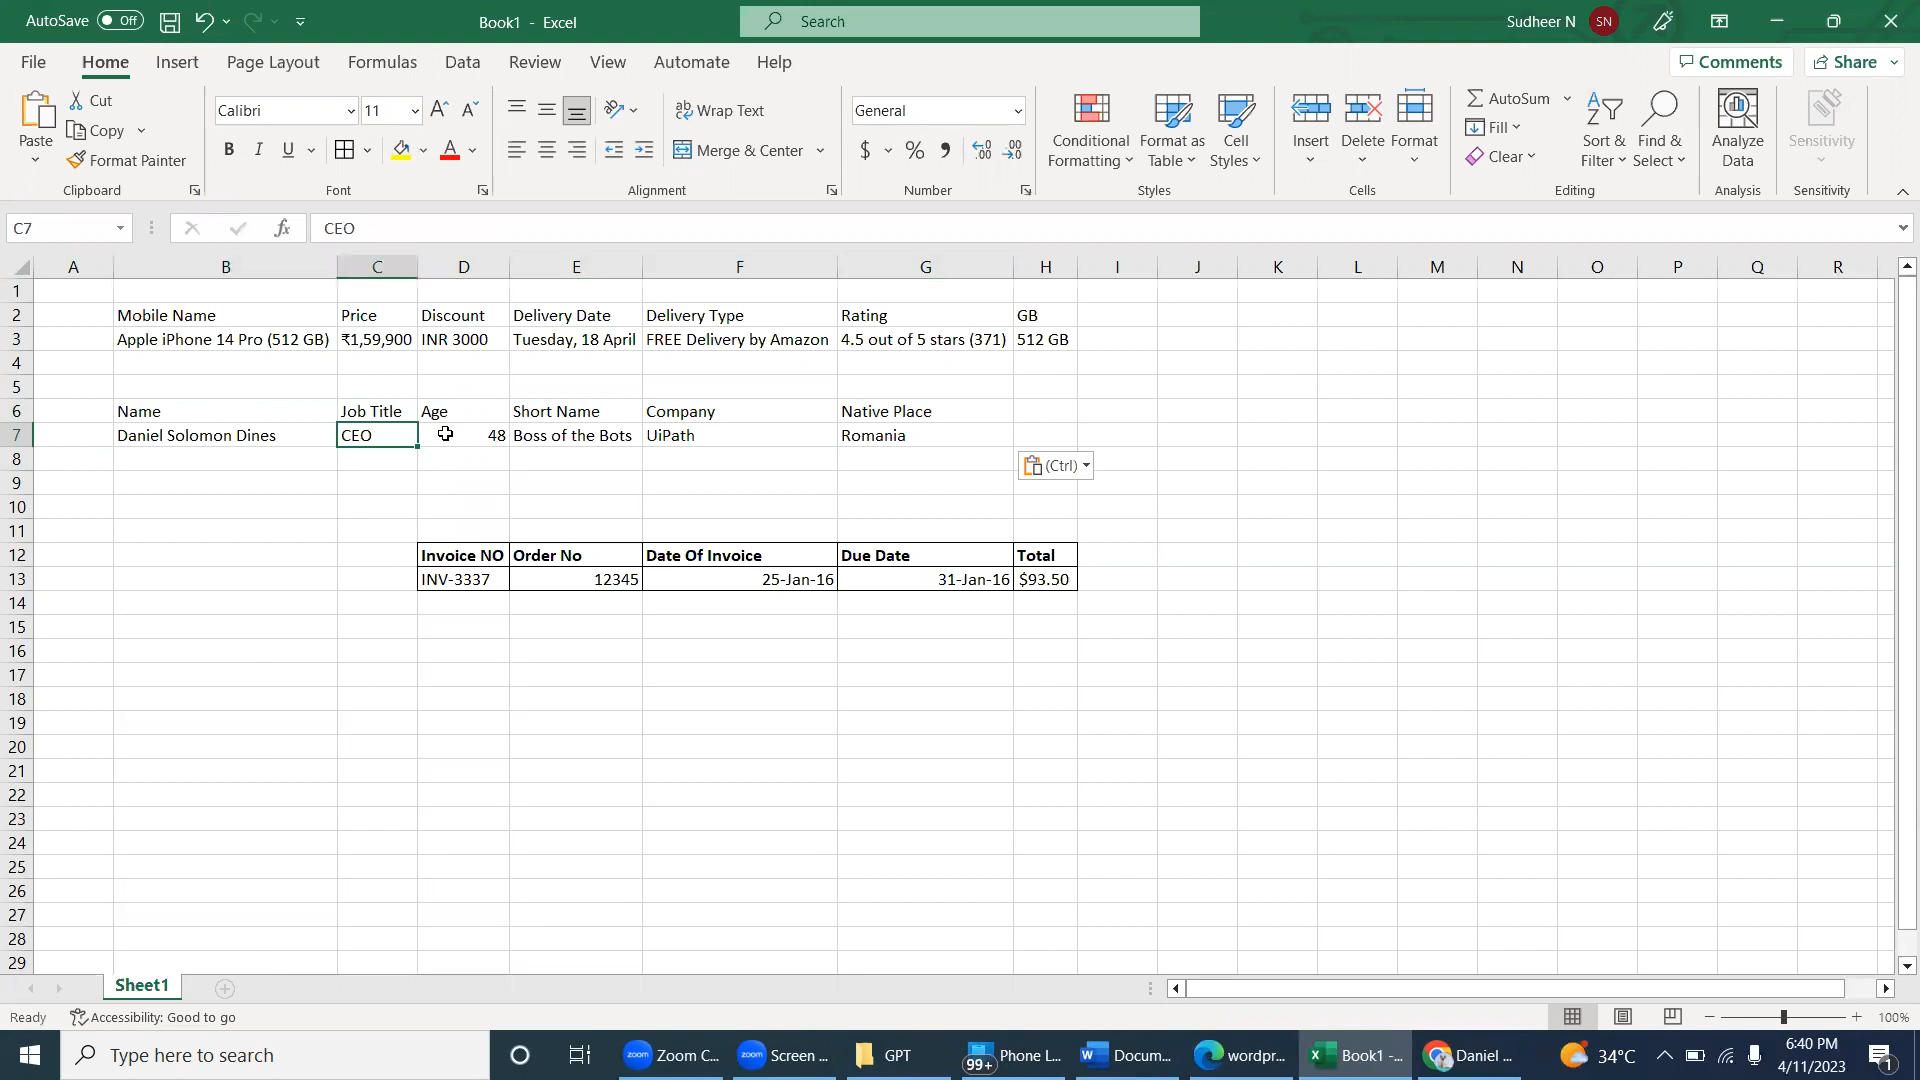 AutoSave Off Book1 - Excel Search Sudheer N SN
File Home Insert Page Layout Formulas Data Review View Automate Help Comments Share
Paste Cut Copy Format Painter Clipboard
Calibri 11 B I U A A Font
Wrap Text Merge & Center Alignment
General $ % , Number
Conditional Formatting Format as Table Cell Styles Styles
Insert Delete Format Cells
AutoSum Fill Clear Sort & Filter Find & Select Editing
Analyze Data Analysis
Sensitivity Sensitivity
C7 fx CEO
A B C D E F G H I J K L M N O P Q R
1
2 Mobile Name Price Discount Delivery Date Delivery Type Rating GB
3 Apple iPhone 14 Pro (512 GB) ₹1,59,900 INR 3000 Tuesday, 18 April FREE Delivery by Amazon 4.5 out of 5 stars (371) 512 GB
4
5
6 Name Job Title Age Short Name Company Native Place
7 Daniel Solomon Dines CEO 48 Boss of the Bots UiPath Romania
8 (Ctrl)
9
10
11
12 Invoice NO Order No Date Of Invoice Due Date Total
13 INV-3337 12345 25-Jan-16 31-Jan-16 $93.50
14
15
16
17
18
19
20
21
22
23
24
25
26
27
28
29
Sheet1
Ready Accessibility: Good to go 100%
Type here to search zoom Zoom C... zoom Screen ... GPT 99+ Phone L... Docum... wordpr... Book1 -... Daniel ... 34°C 6:40 PM 1
4/11/2023